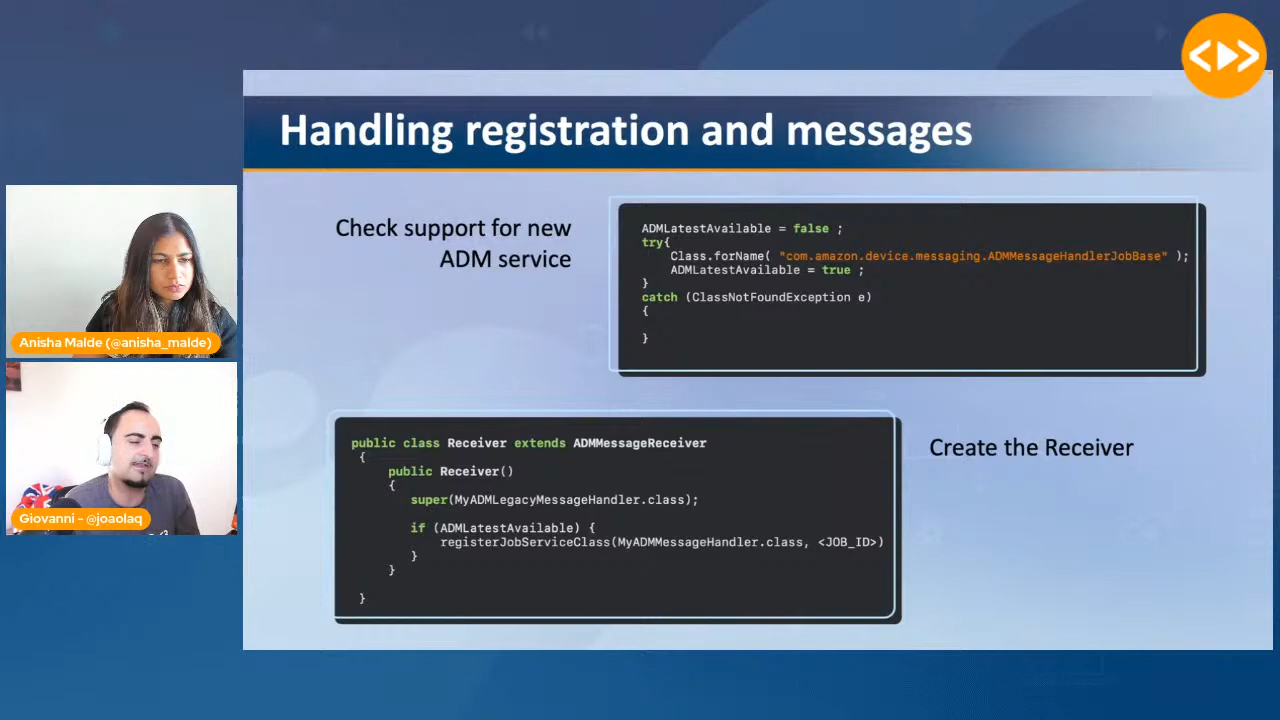 Handling registration and messages
Check support for new
ADM service
ADMLatestAvailable = false ;
try{
Class.forName( "com.amazon.device.messaging.ADMMessageHandlerJobBase" );
ADMLatestAvailable = true ;
}
catch (ClassNotFoundException e)
{
}
Anisha Malde (@anisha_malde)
Giovanni - @joaolaq
public class Receiver extends ADMMessageReceiver
{
public Receiver()
{
super(MyADMLegacyMessageHandler.class);
if (ADMLatestAvailable) {
registerJobServiceClass(MyADMMessageHandler.class, <JOB_ID>)
}
}
}
Create the Receiver